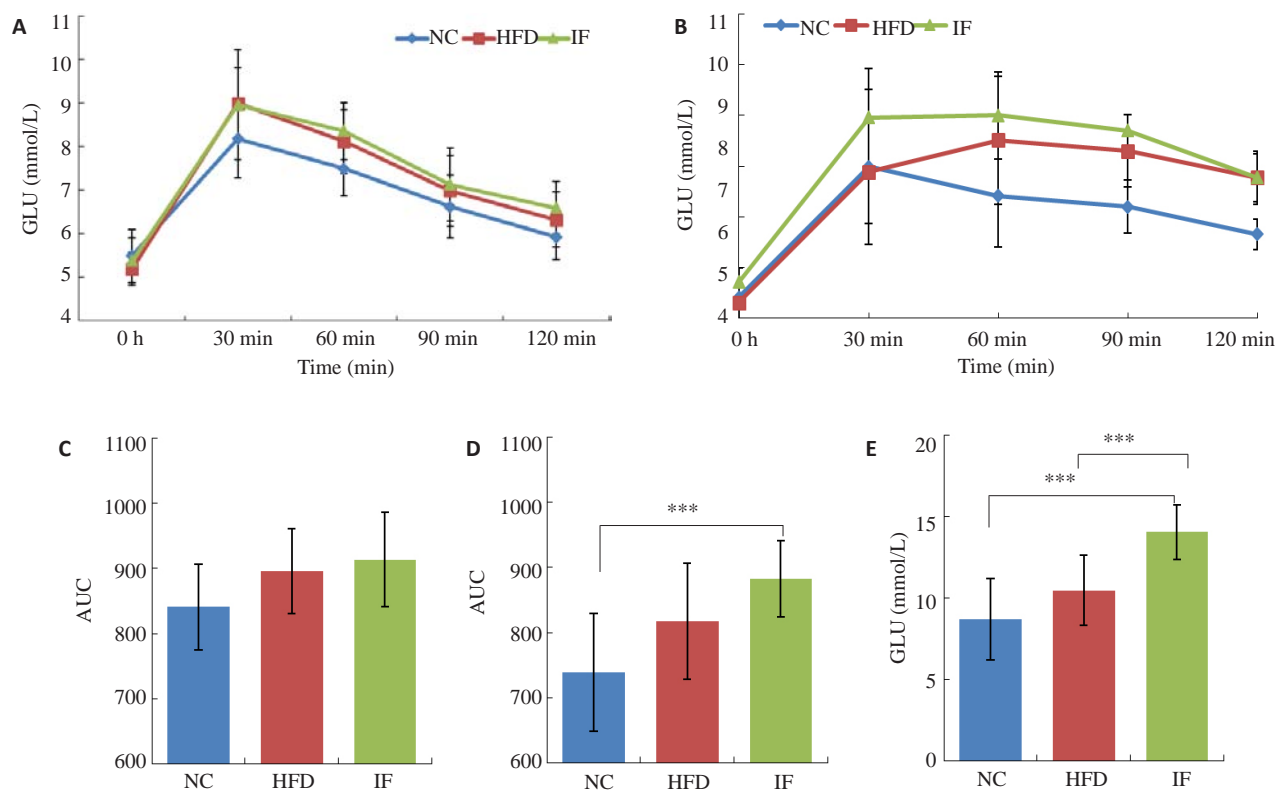 A
NC HFD IF
GLU (mmol/L)
11
10
9
8
7
6
5
4
0 h 30 min 60 min 90 min 120 min
Time (min)
B
NC HFD IF
GLU (mmol/L)
11
10
9
8
7
6
5
4
0 h 30 min 60 min 90 min 120 min
Time (min)
C
AUC
1100
1000
900
800
700
600
NC HFD IF
D
AUC
1100
1000
900
800
700
600
***
NC HFD IF
E
GLU (mmol/L)
20
15
10
5
0
***
***
NC HFD IF